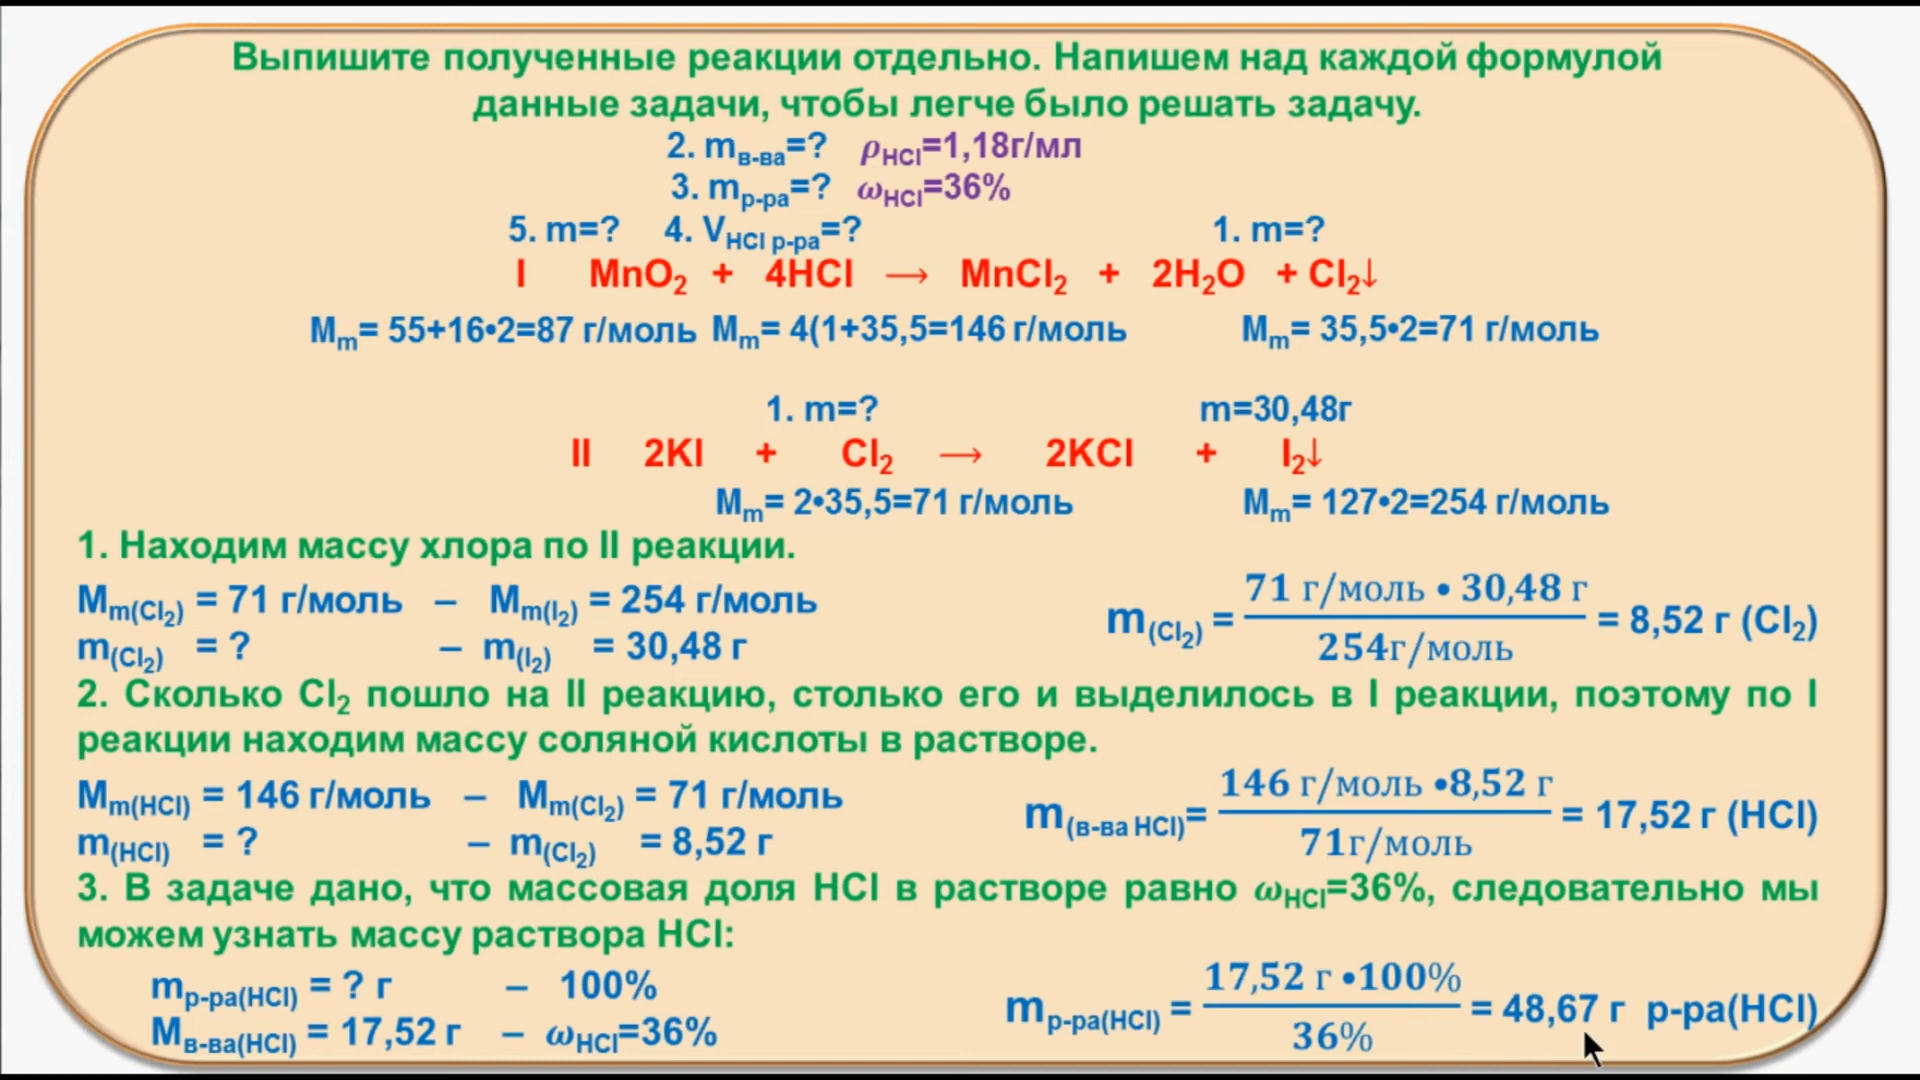 Выпишите полученные реакции отдельно. Напишем над каждой формулой
данные задачи, чтобы легче было решать задачу.
2. mв-ва=? ρHCl=1,18г/мл
3. mр-ра=? ωHCl=36%
5. m=? 4. VHCl р-ра=? 1. m=?
I MnO₂ + 4HCl ⟶ MnCl₂ + 2H₂O + Cl₂↓
Mm= 55+16•2=87 г/моль Mm= 4(1+35,5=146 г/моль Mm= 35,5•2=71 г/моль
1. m=? m=30,48г
II 2KI + Cl₂ ⟶ 2KCl + I₂↓
Mm= 2•35,5=71 г/моль Mm= 127•2=254 г/моль
1. Находим массу хлора по II реакции.
Mm(Cl₂) = 71 г/моль – Mm(I₂) = 254 г/моль
m(Cl₂) = ? – m(I₂) = 30,48 г
m(Cl₂) = 71 г/моль • 30,48 г / 254г/моль = 8,52 г (Cl₂)
2. Сколько Cl₂ пошло на II реакцию, столько его и выделилось в I реакции, поэтому по I
реакции находим массу соляной кислоты в растворе.
Mm(HCl) = 146 г/моль – Mm(Cl₂) = 71 г/моль
m(HCl) = ? – m(Cl₂) = 8,52 г
m(в-ва HCl)= 146 г/моль •8,52 г / 71г/моль = 17,52 г (HCl)
3. В задаче дано, что массовая доля HCl в растворе равно ωHCl=36%, следовательно мы
можем узнать массу раствора HCl:
mр-ра(HCl) = ? г – 100%
Mв-ва(HCl) = 17,52 г – ωHCl=36%
mр-ра(HCl) = 17,52 г •100% / 36% = 48,67 г р-ра(HCl)